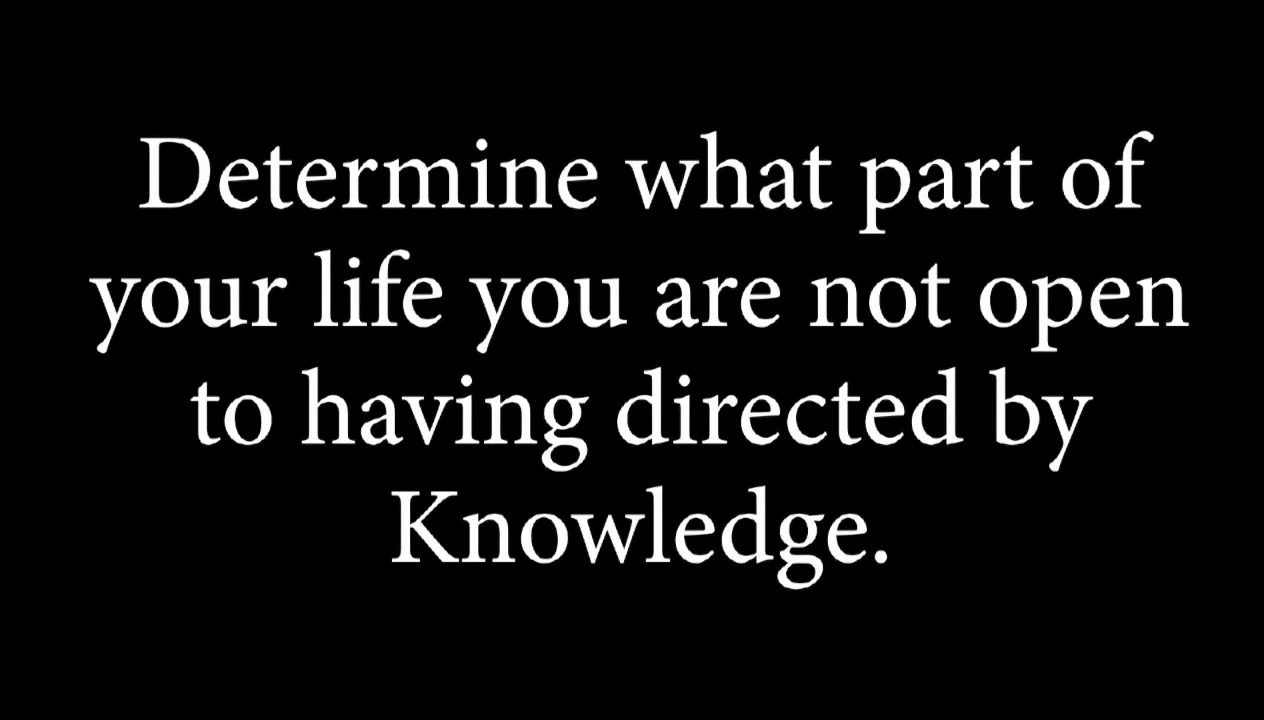 Determine what part of
your life you are not open
to having directed by
Knowledge.